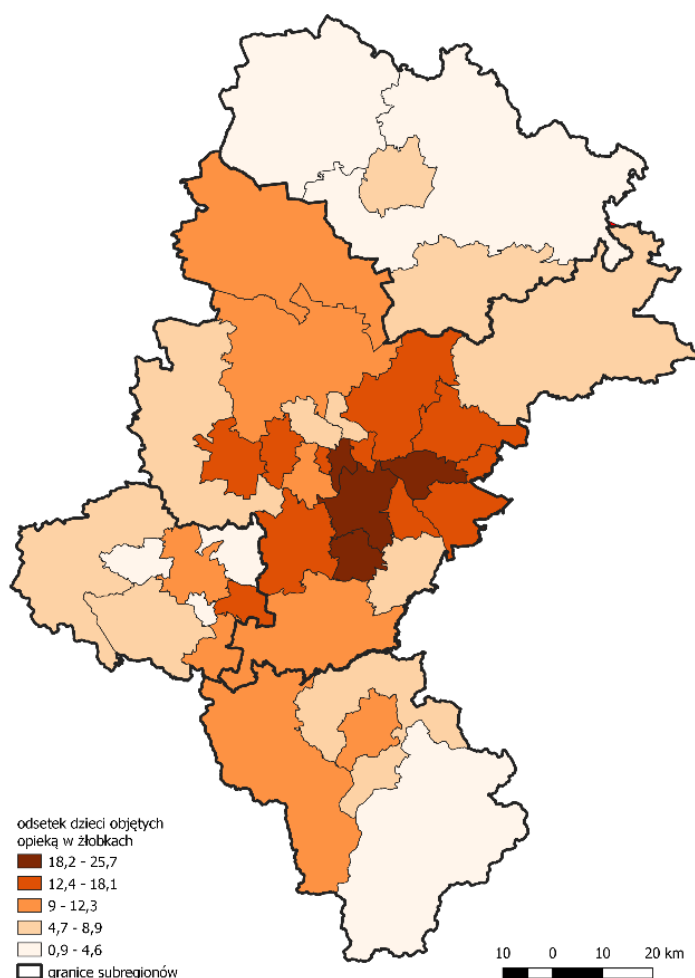 odsetek dzieci objętych
opieką w żłobkach
18,2 - 25,7
12,4 - 18,1
9 - 12,3
4,7 - 8,9
0,9 - 4,6
granice subregionów
10 0 10 20 km